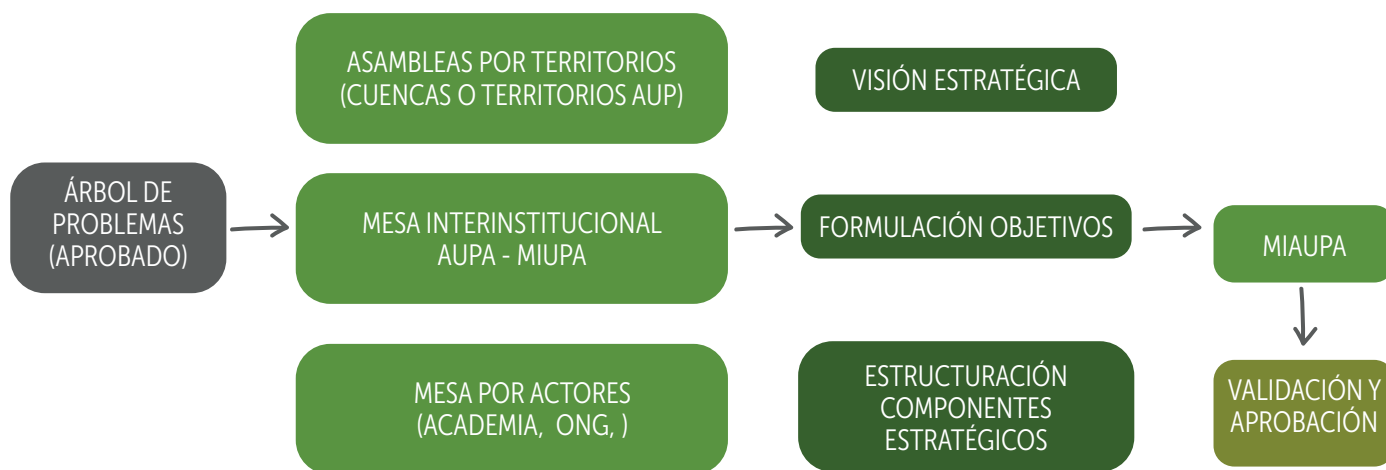 ÁRBOL DE
PROBLEMAS
(APROBADO)
ASAMBLEAS POR TERRITORIOS
(CUENCAS O TERRITORIOS AUP)
MESA INTERINSTITUCIONAL
AUPA - MIUPA
MESA POR ACTORES
(ACADEMIA, ONG, )
VISIÓN ESTRATÉGICA
FORMULACIÓN OBJETIVOS
ESTRUCTURACIÓN
COMPONENTES
ESTRATÉGICOS
MIAUPA
VALIDACIÓN Y
APROBACIÓN